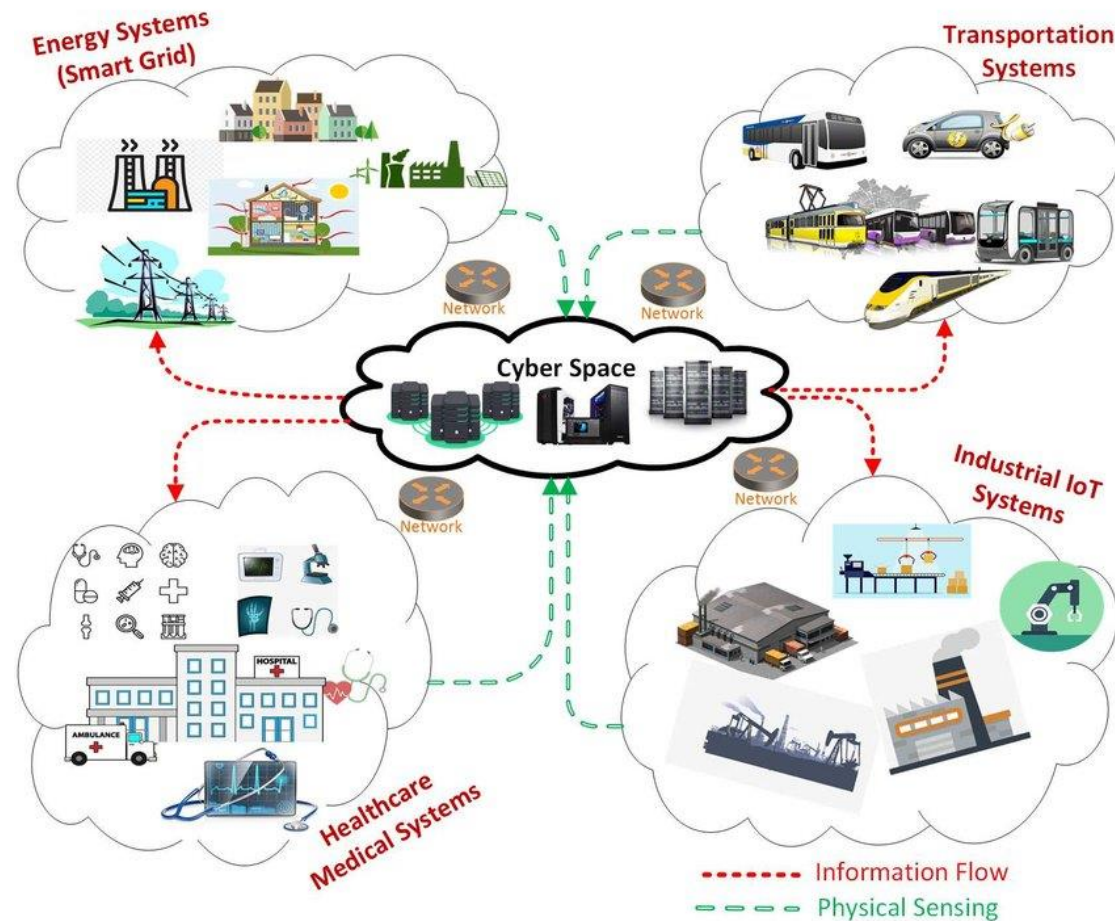 Energy Systems
(Smart Grid)
Transportation
Systems
Network
Network
Cyber Space
Network
Network
Industrial IoT
Systems
HOSPITAL
AMBULANCE
Healthcare
Medical Systems
Information Flow
Physical Sensing